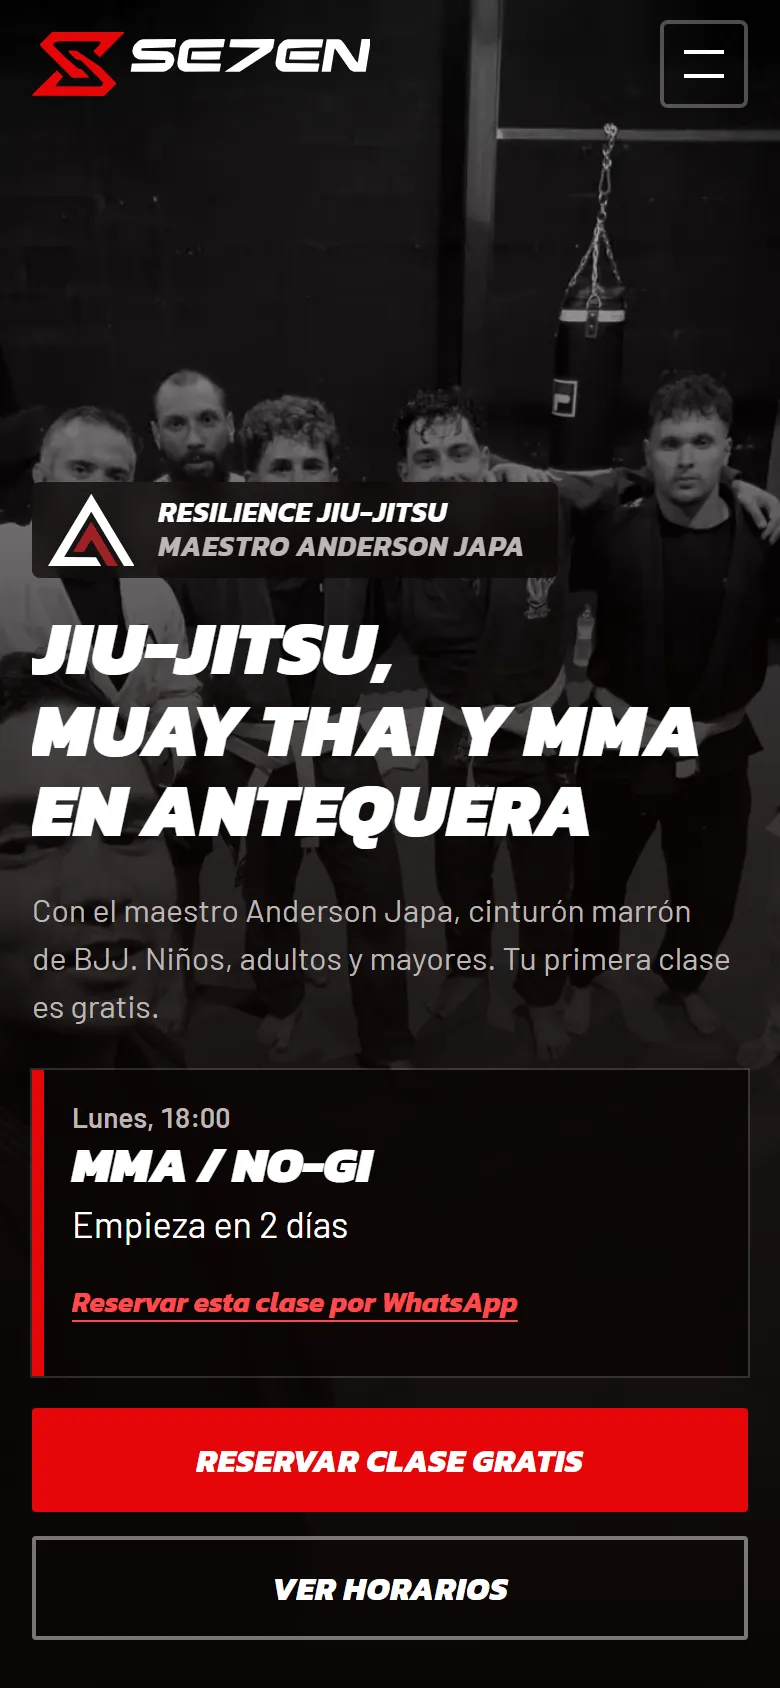 SE7EN
RESILIENCE JIU-JITSU
MAESTRO ANDERSON JAPA
JIU-JITSU,
MUAY THAI Y MMA
EN ANTEQUERA
Con el maestro Anderson Japa, cinturón marrón
de BJJ. Niños, adultos y mayores. Tu primera clase
es gratis.
Lunes, 18:00
MMA / NO-GI
Empieza en 2 días
Reservar esta clase por WhatsApp
RESERVAR CLASE GRATIS
VER HORARIOS